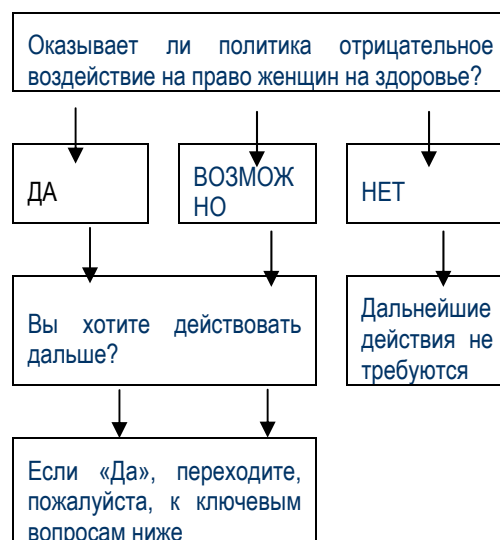 Оказывает ли политика отрицательное
воздействие на право женщин на здоровье?
ДА
ВОЗМОЖ
НО
НЕТ
Вы хотите действовать
дальше?
Дальнейшие
действия не
требуются
Если «Да», переходите,
пожалуйста, к ключевым
вопросам ниже